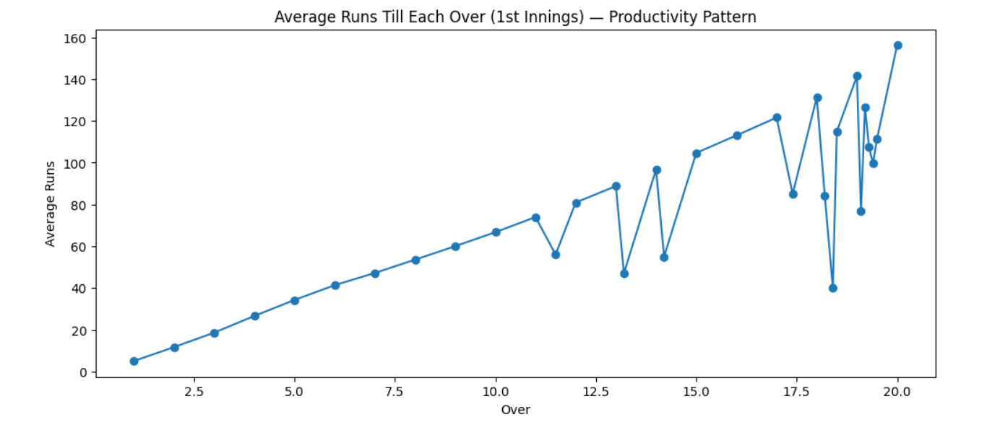 Average Runs Till Each Over (1st Innings) — Productivity Pattern
160
140
120
100
80
60
40
20
0
Average Runs
2.5 5.0 7.5 10.0 12.5 15.0 17.5 20.0
Over